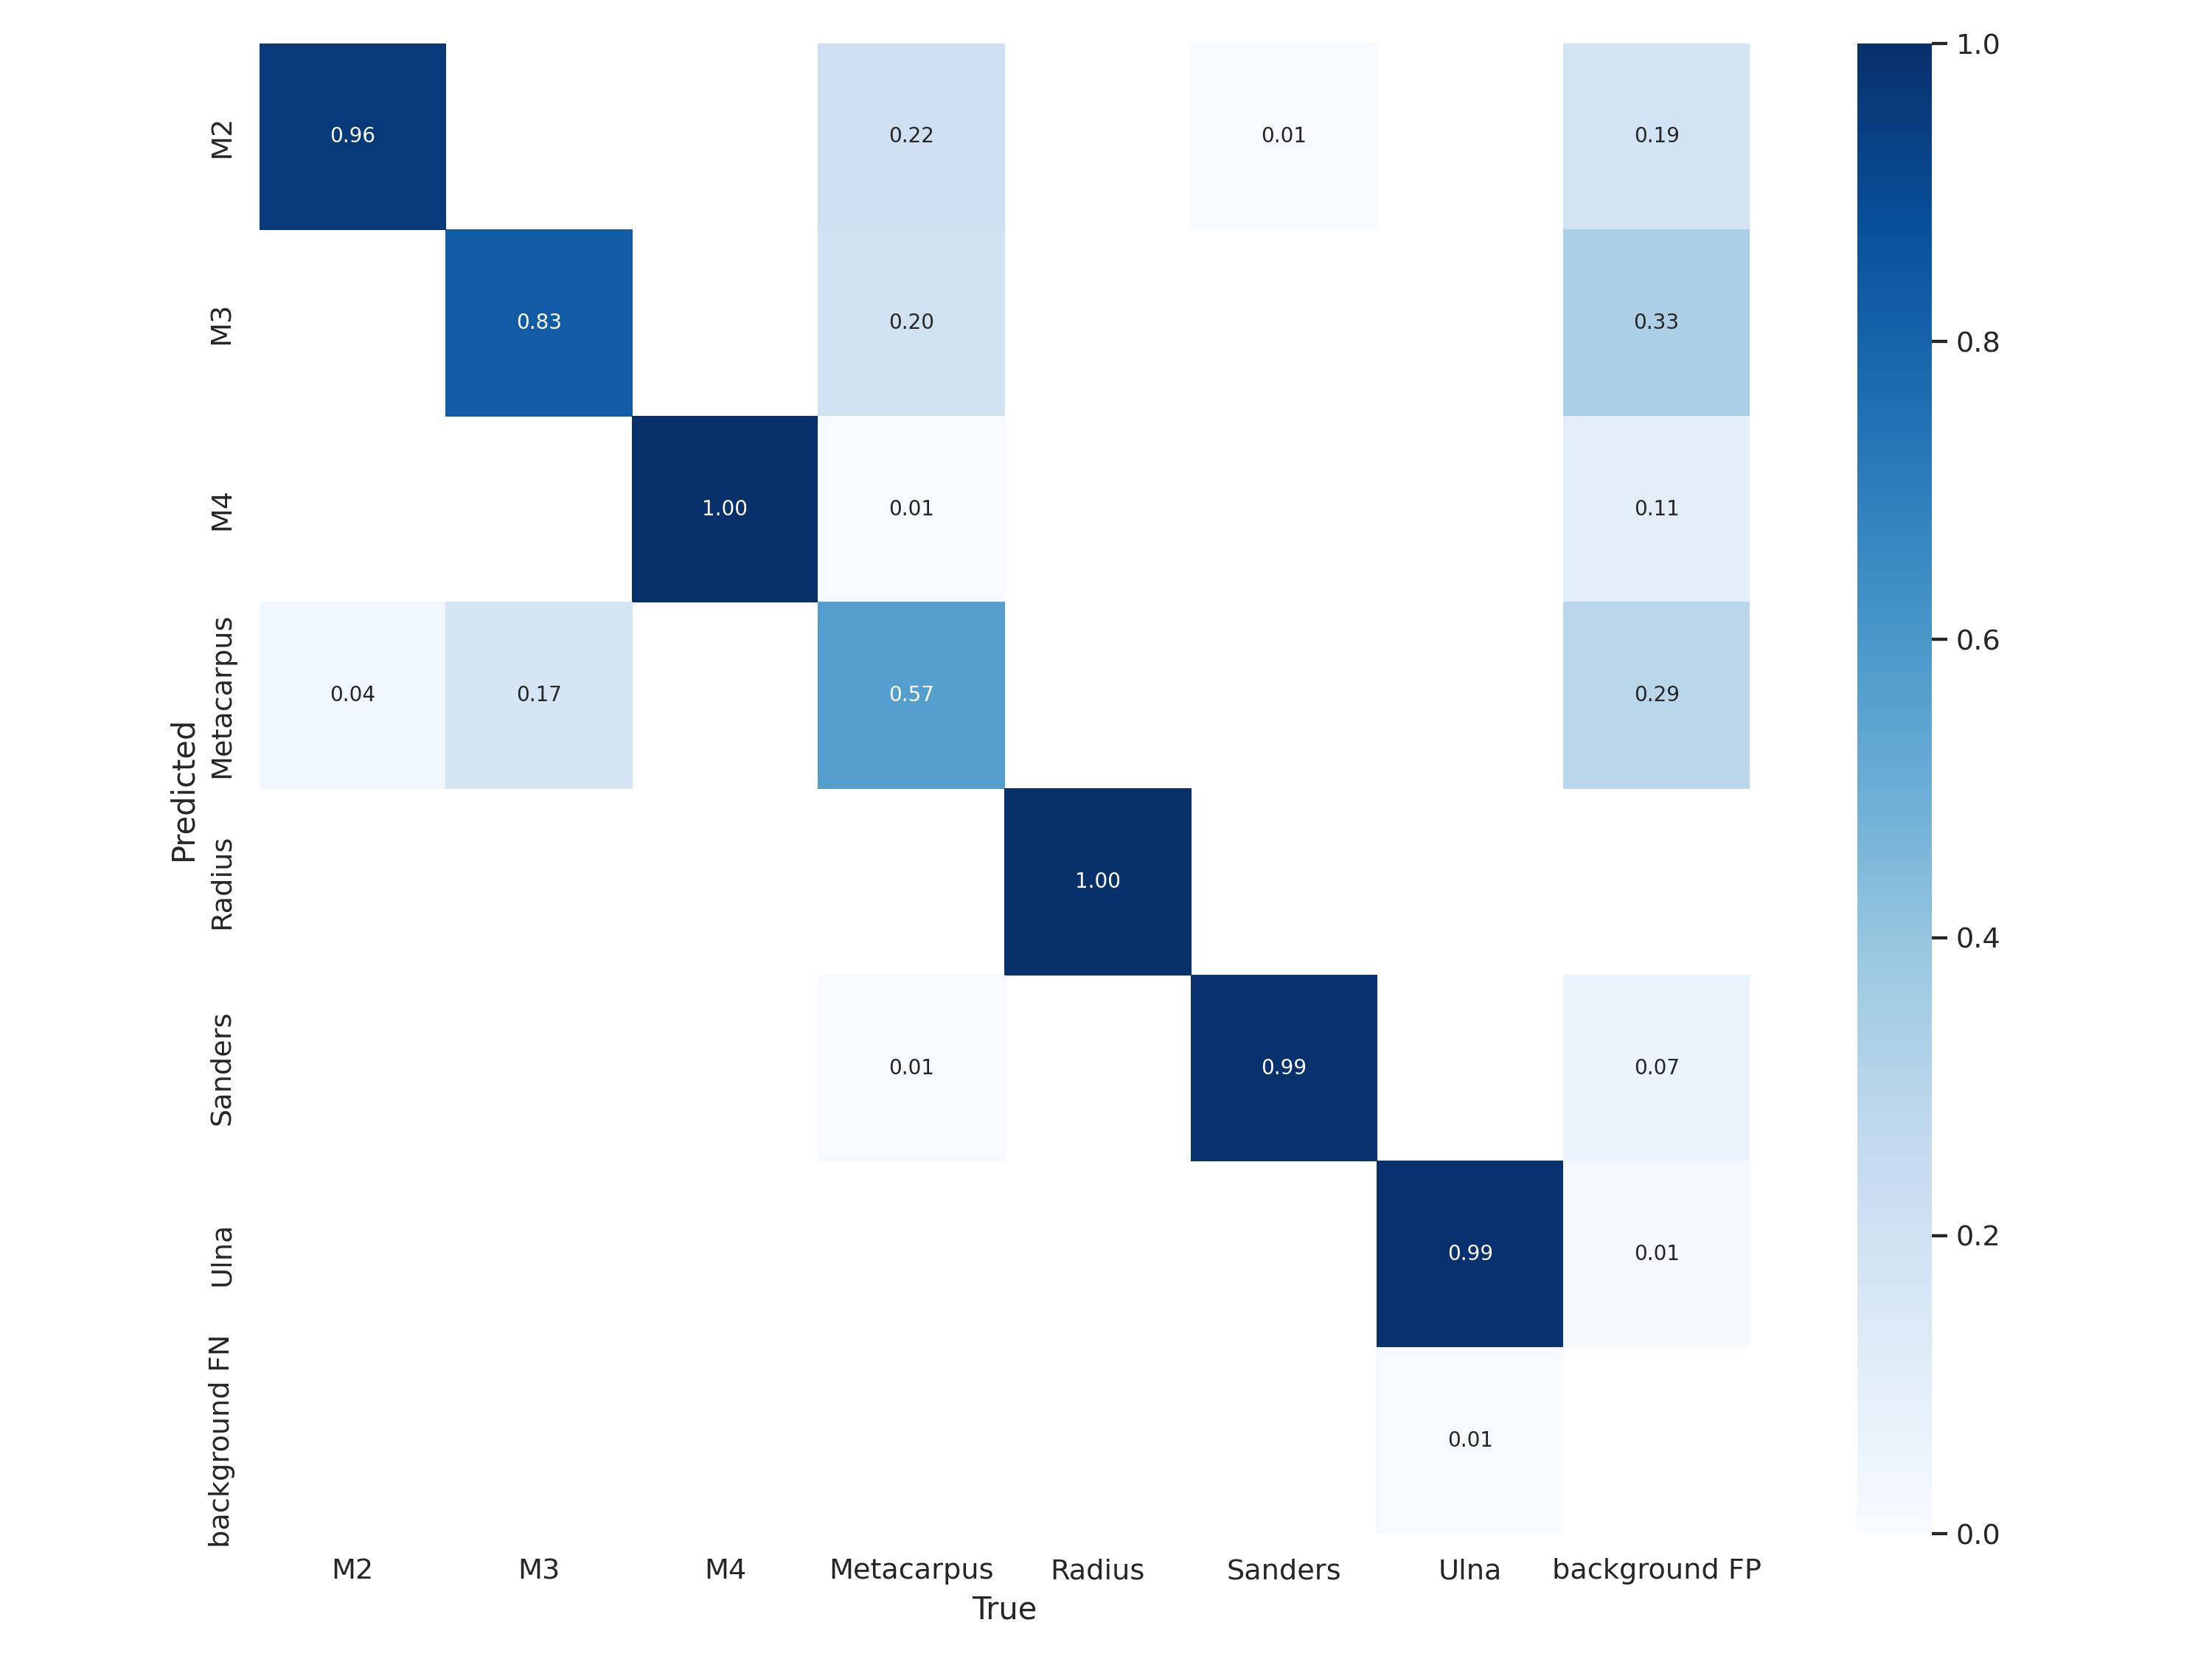 M2 0.96 0.22 0.01 0.19
M3 0.83 0.20 0.33
M4 1.00 0.01 0.11
Metacarpus 0.04 0.17 0.57 0.29
Radius 1.00
Sanders 0.01 0.99 0.07
Ulna 0.99 0.01
background FN 0.01
Predicted
M2 M3 M4 Metacarpus Radius Sanders Ulna background FP
True
1.0
0.8
0.6
0.4
0.2
0.0